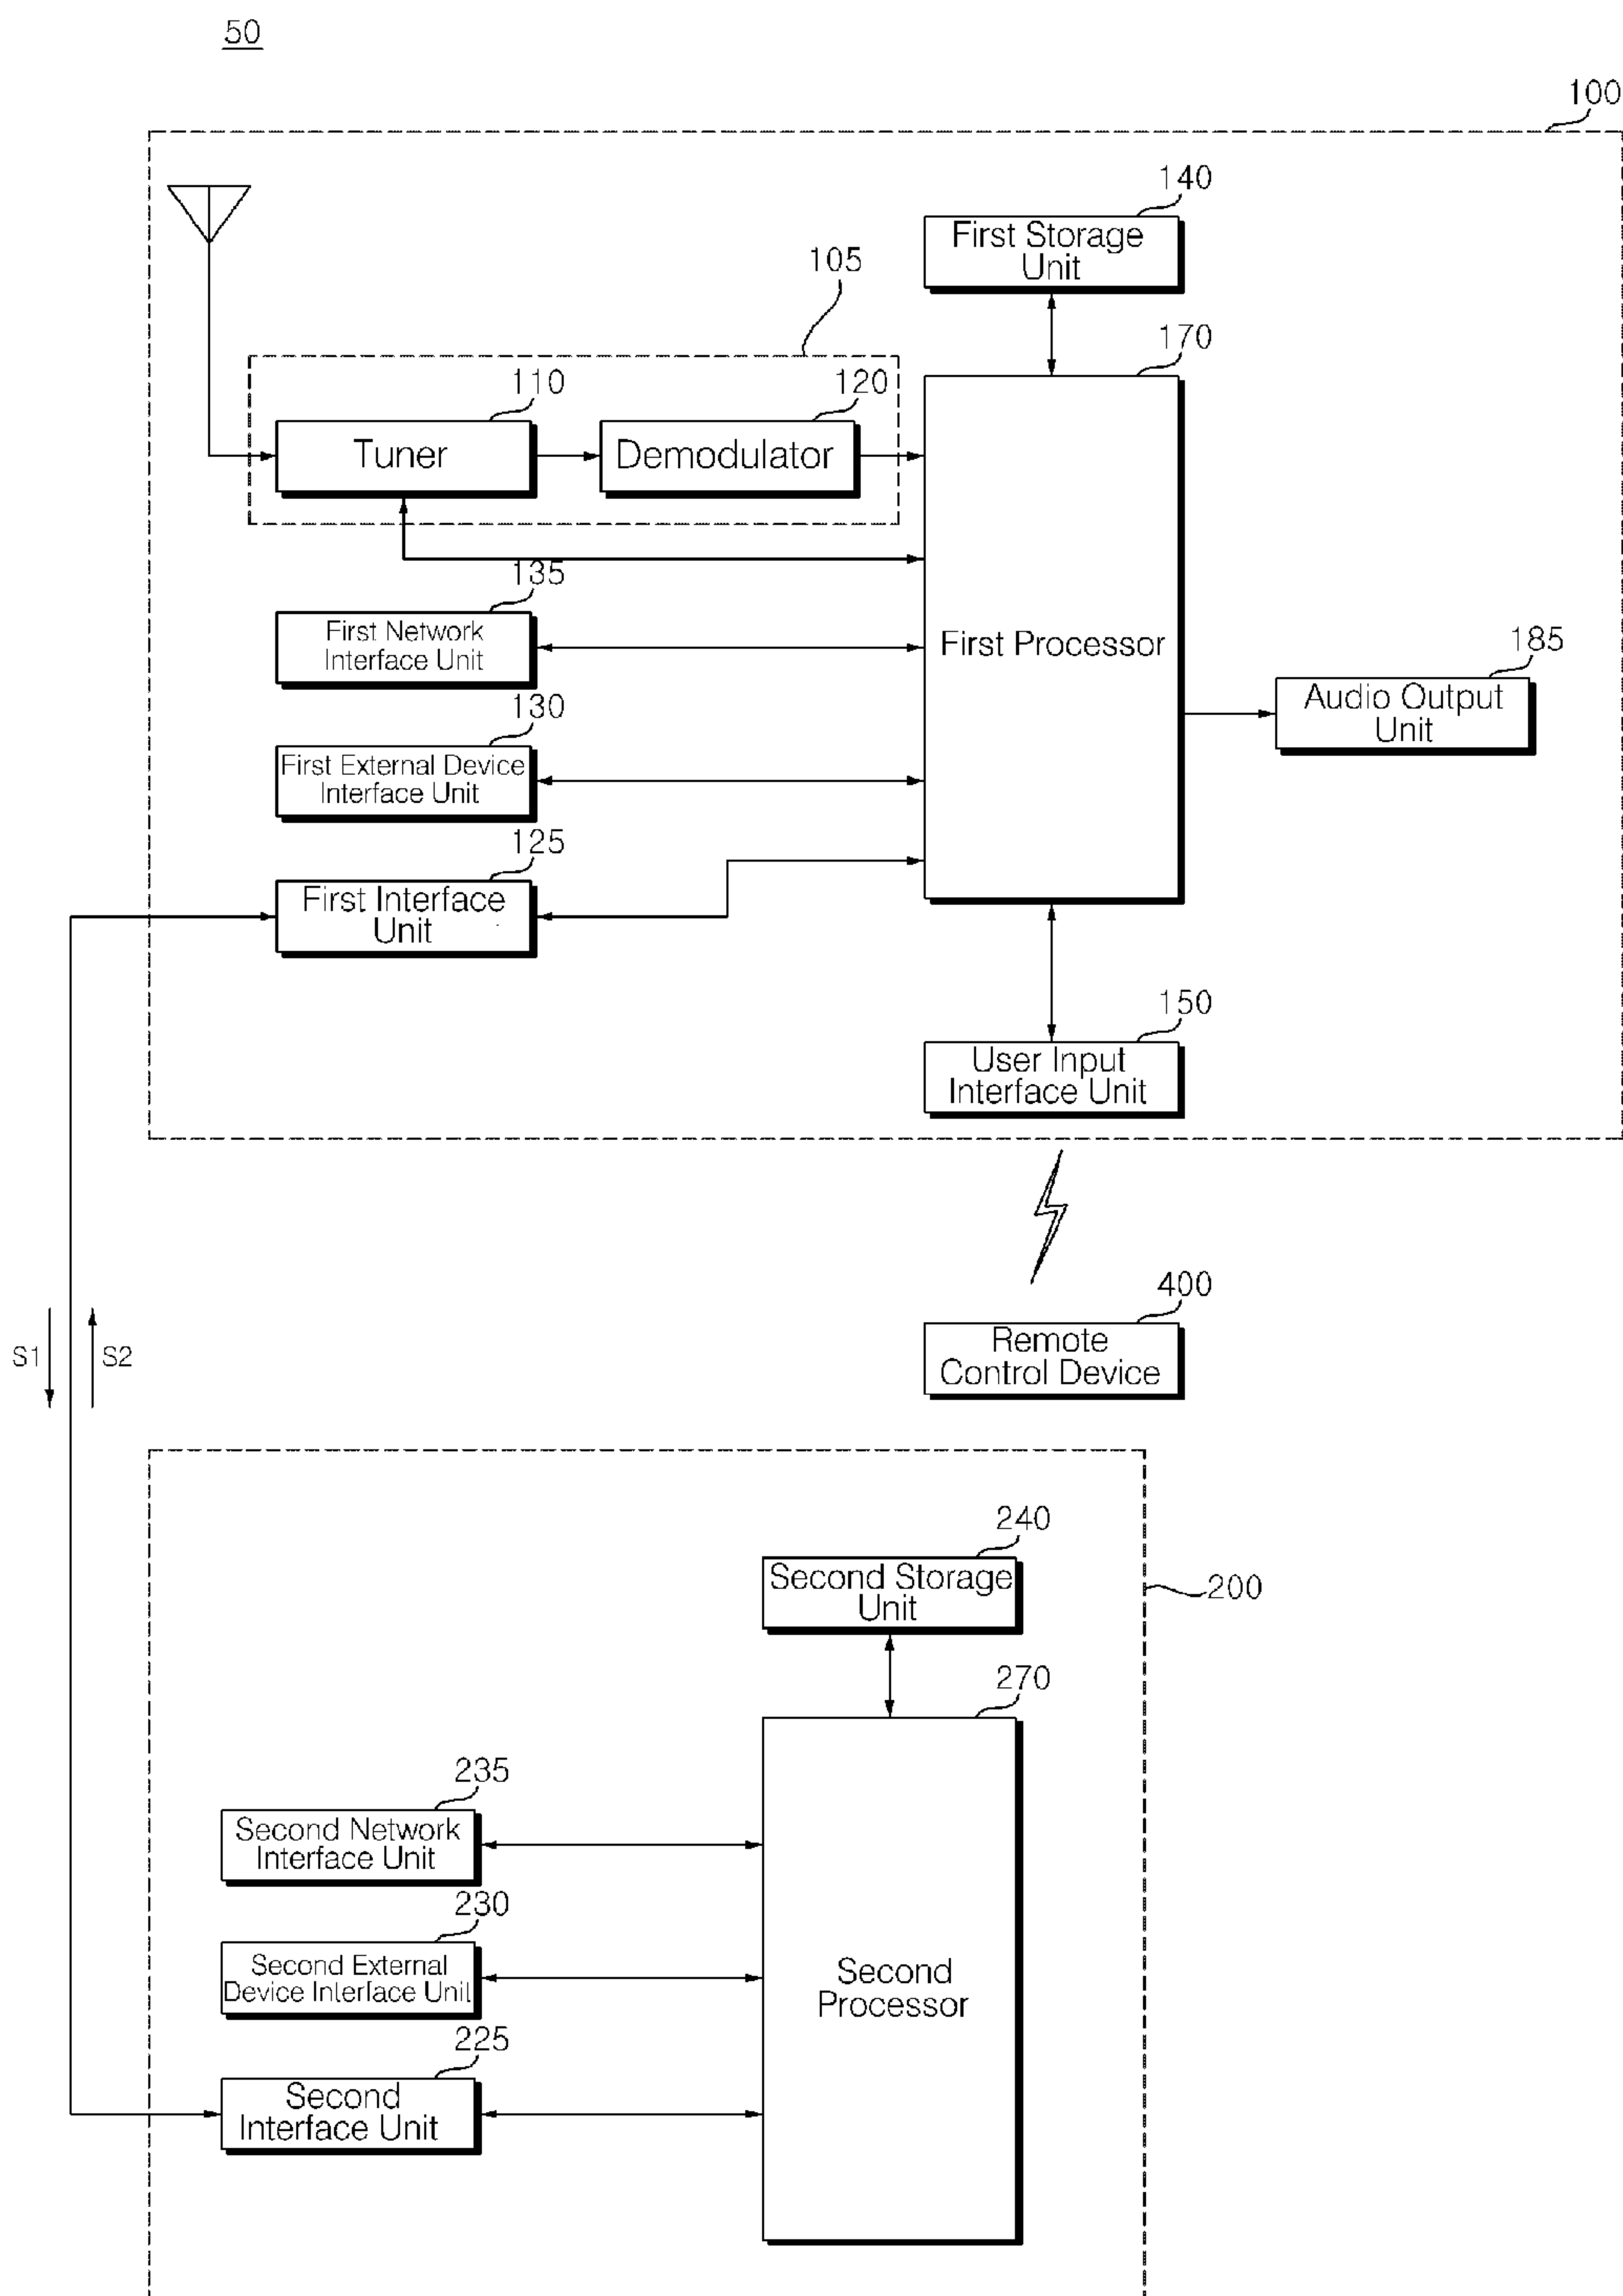 50
100
140
First Storage
Unit
105
170
110
120
Tuner
Demodulator
135
First Network
Interface Unit
First Processor
185
Audio Output
Unit
130
First External Device
Interface Unit
125
First Interface
Unit
150
User Input
Interface Unit
400
Remote
Control Device
S1
S2
240
Second Storage
Unit
200
270
235
Second Network
Interface Unit
230
Second External
Device Interface Unit
Second
Processor
225
Second
Interface Unit